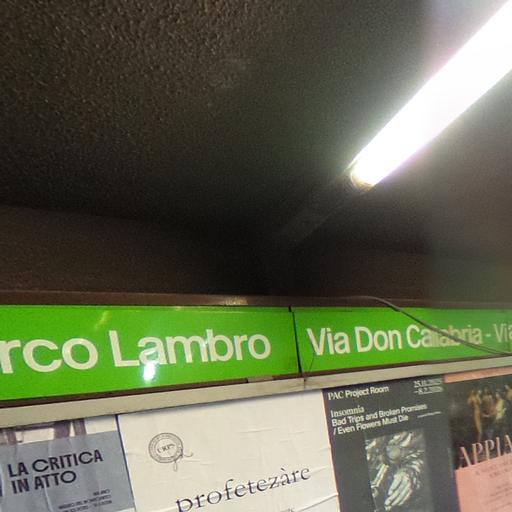 rco Lambro
Via Don Calabria - Via
LA CRITICA
IN ATTO
profetezàre
PAC Project Room
Insomnia
Bad Trips and Broken Promises
/ Even Flowers Must Die
APPIA